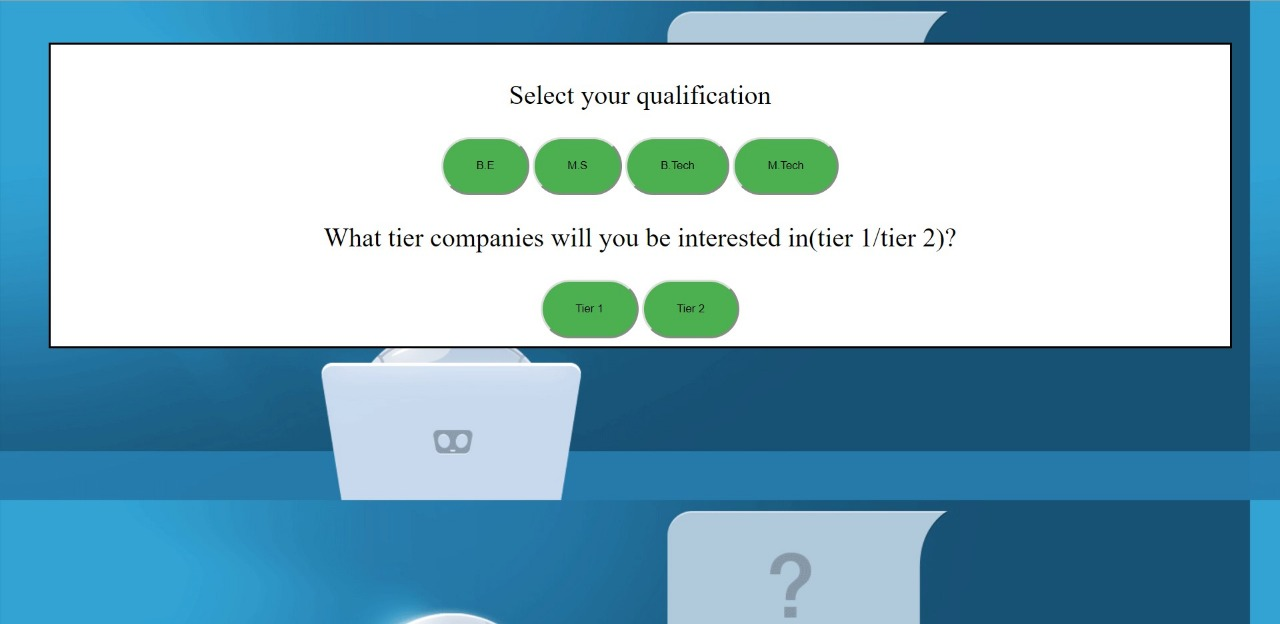 Select your qualification
B.E M.S B.Tech M.Tech
What tier companies will you be interested in(tier 1/tier 2)?
Tier 1 Tier 2
?